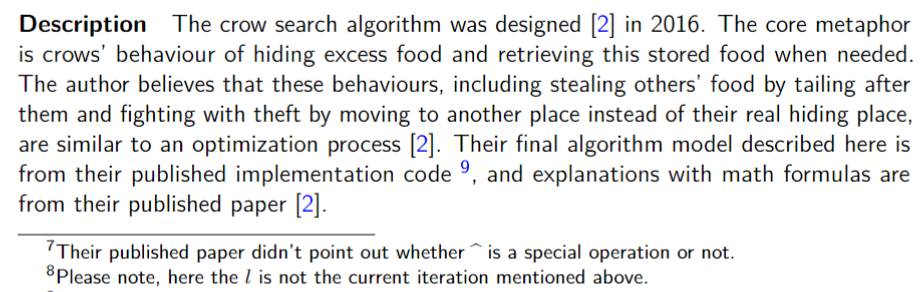 Description The crow search algorithm was designed [2] in 2016. The core metaphor
is crows' behaviour of hiding excess food and retrieving this stored food when needed.
The author believes that these behaviours, including stealing others' food by tailing after
them and fighting with theft by moving to another place instead of their real hiding place,
are similar to an optimization process [2]. Their final algorithm model described here is
from their published implementation code 9, and explanations with math formulas are
from their published paper [2].
7Their published paper didn't point out whether ^ is a special operation or not.
8Please note, here the l is not the current iteration mentioned above.